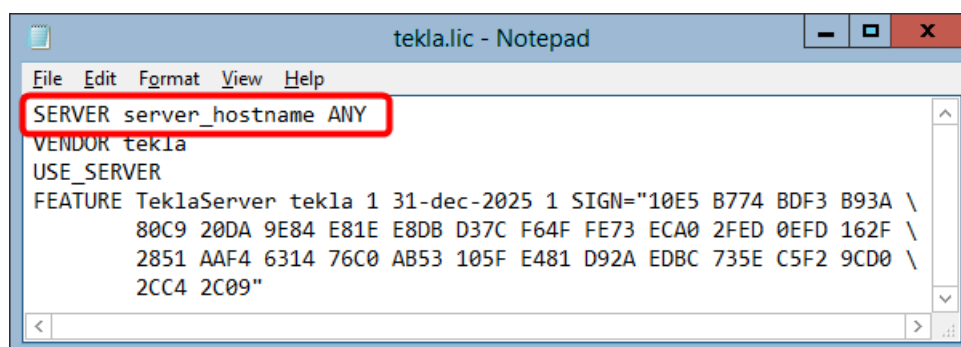 tekla.lic - Notepad
File Edit Format View Help
SERVER server_hostname ANY
VENDOR tekla
USE_SERVER
FEATURE TeklaServer tekla 1 31-dec-2025 1 SIGN="10E5 B774 BDF3 B93A \
80C9 20DA 9E84 E81E E8DB D37C F64F FE73 ECA0 2FED 0EFD 162F \
2851 AAF4 6314 76C0 AB53 105F E481 D92A EDBC 735E C5F2 9CD0 \
2CC4 2C09"